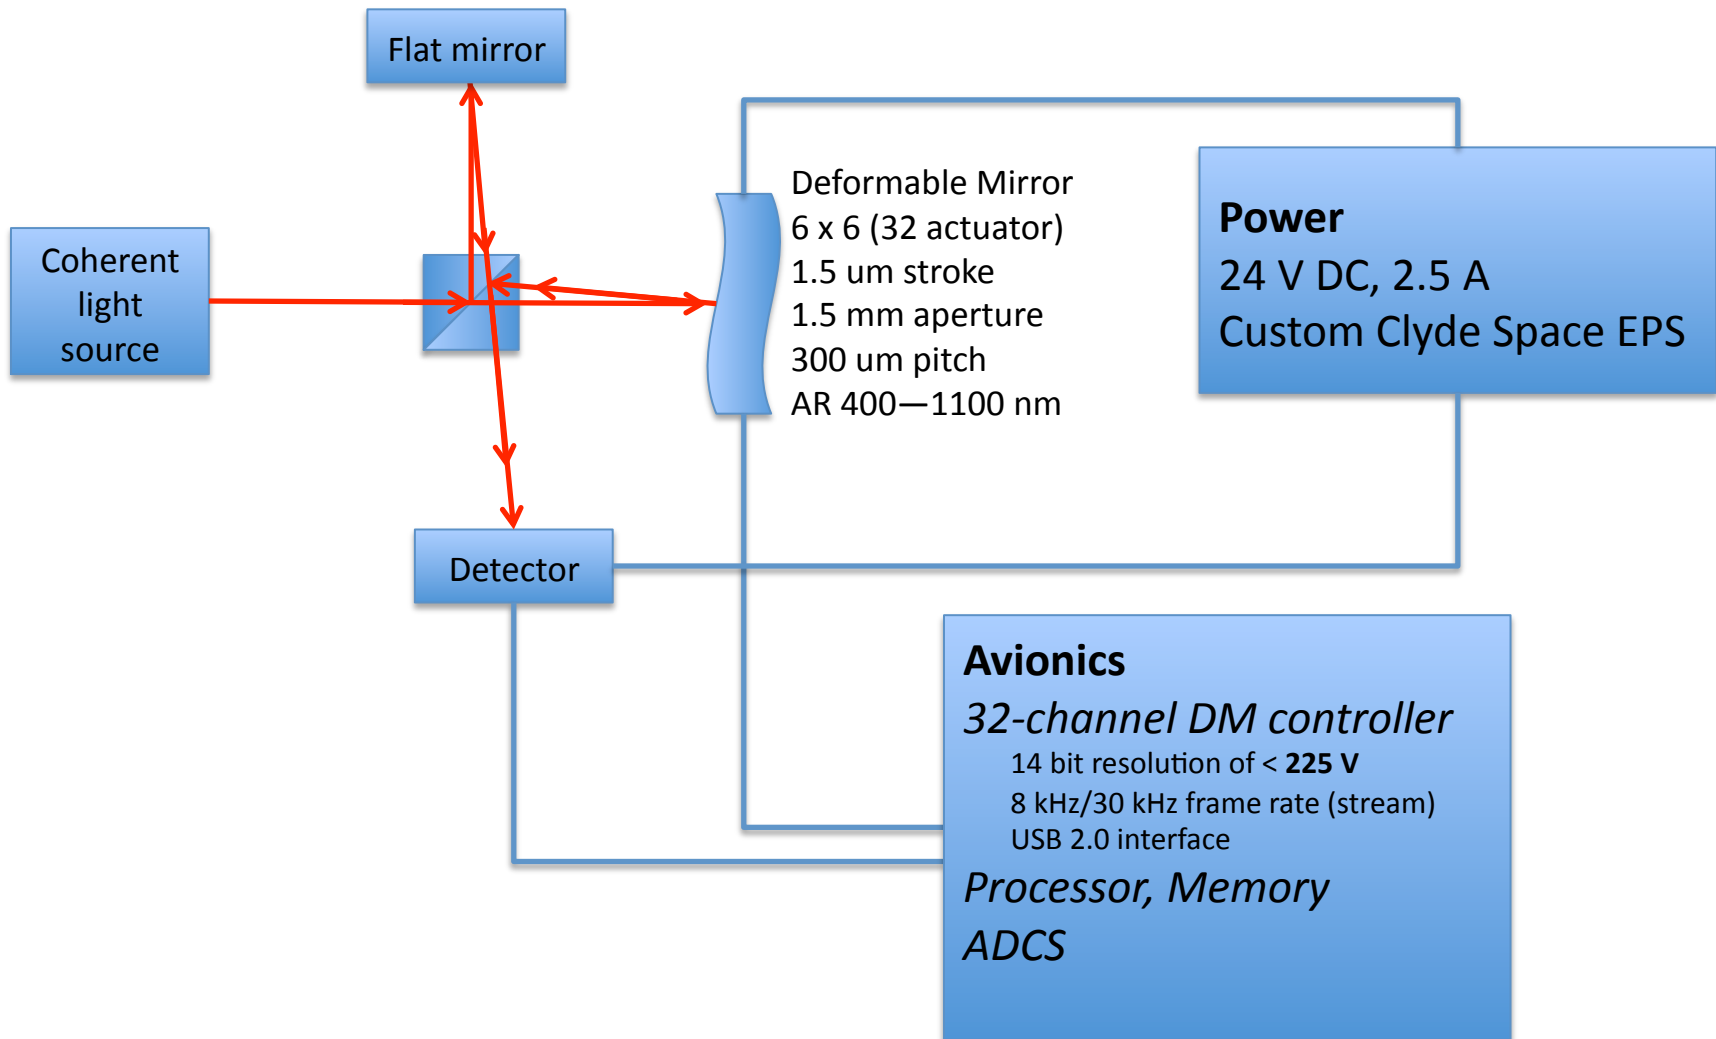 Flat mirror
Coherent
light
source
Deformable Mirror
6 x 6 (32 actuator)
1.5 um stroke
1.5 mm aperture
300 um pitch
AR 400—1100 nm
Power
24 V DC, 2.5 A
Custom Clyde Space EPS
Detector
Avionics
32-channel DM controller
14 bit resolution of < 225 V
8 kHz/30 kHz frame rate (stream)
USB 2.0 interface
Processor, Memory
ADCS